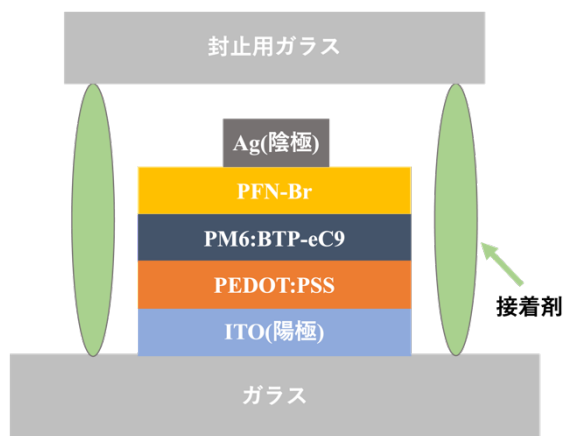 封止用ガラス
Ag(陰極)
PFN-Br
PM6:BTP-eC9
PEDOT:PSS
ITO(陽極)
接着剤
ガラス